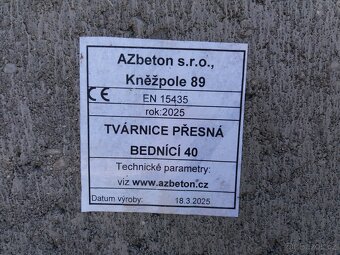 AZbeton s.r.o.,
Kněžpole 89
CE EN 15435
rok:2025
TVÁRNICE PŘESNÁ
BEDNÍCÍ 40
Technické parametry:
viz www.azbeton.cz
Datum výroby: 18.3.2025